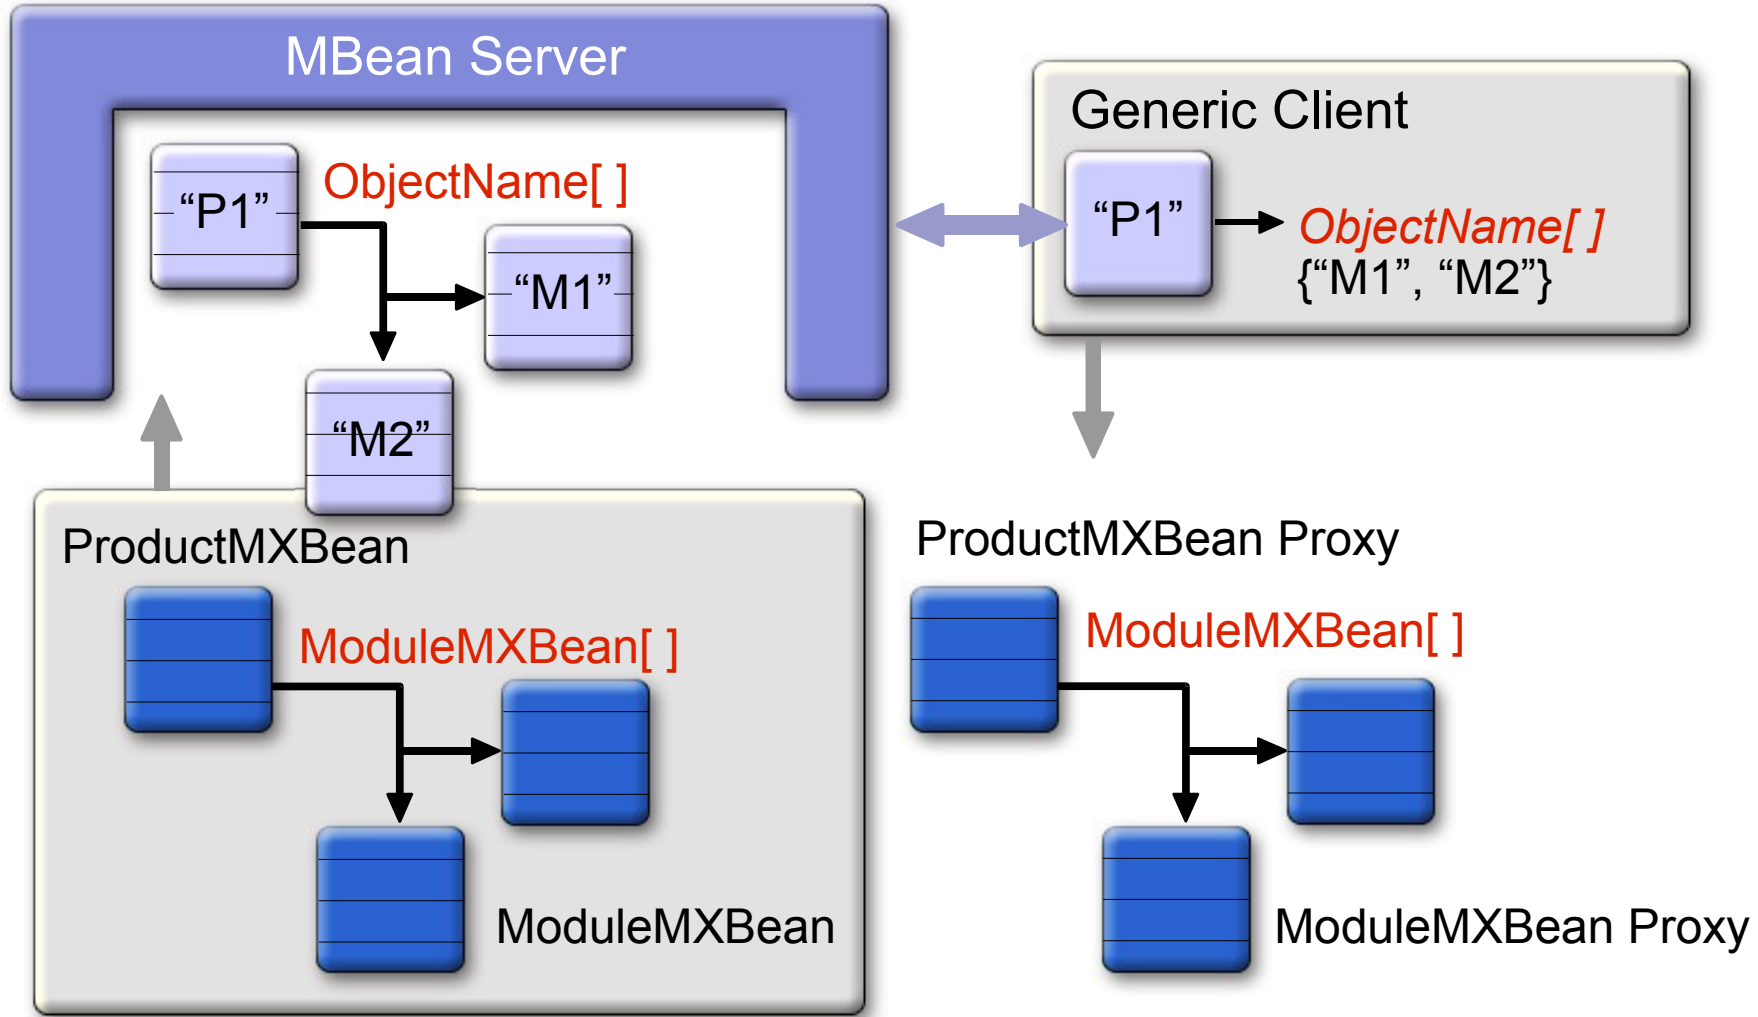 MBean Server
“P1”
ObjectName[ ]
“M1”
“M2”
Generic Client
“P1”
ObjectName[ ]
{“M1”, “M2”}
ProductMXBean
ModuleMXBean[ ]
ModuleMXBean
ProductMXBean Proxy
ModuleMXBean[ ]
ModuleMXBean Proxy